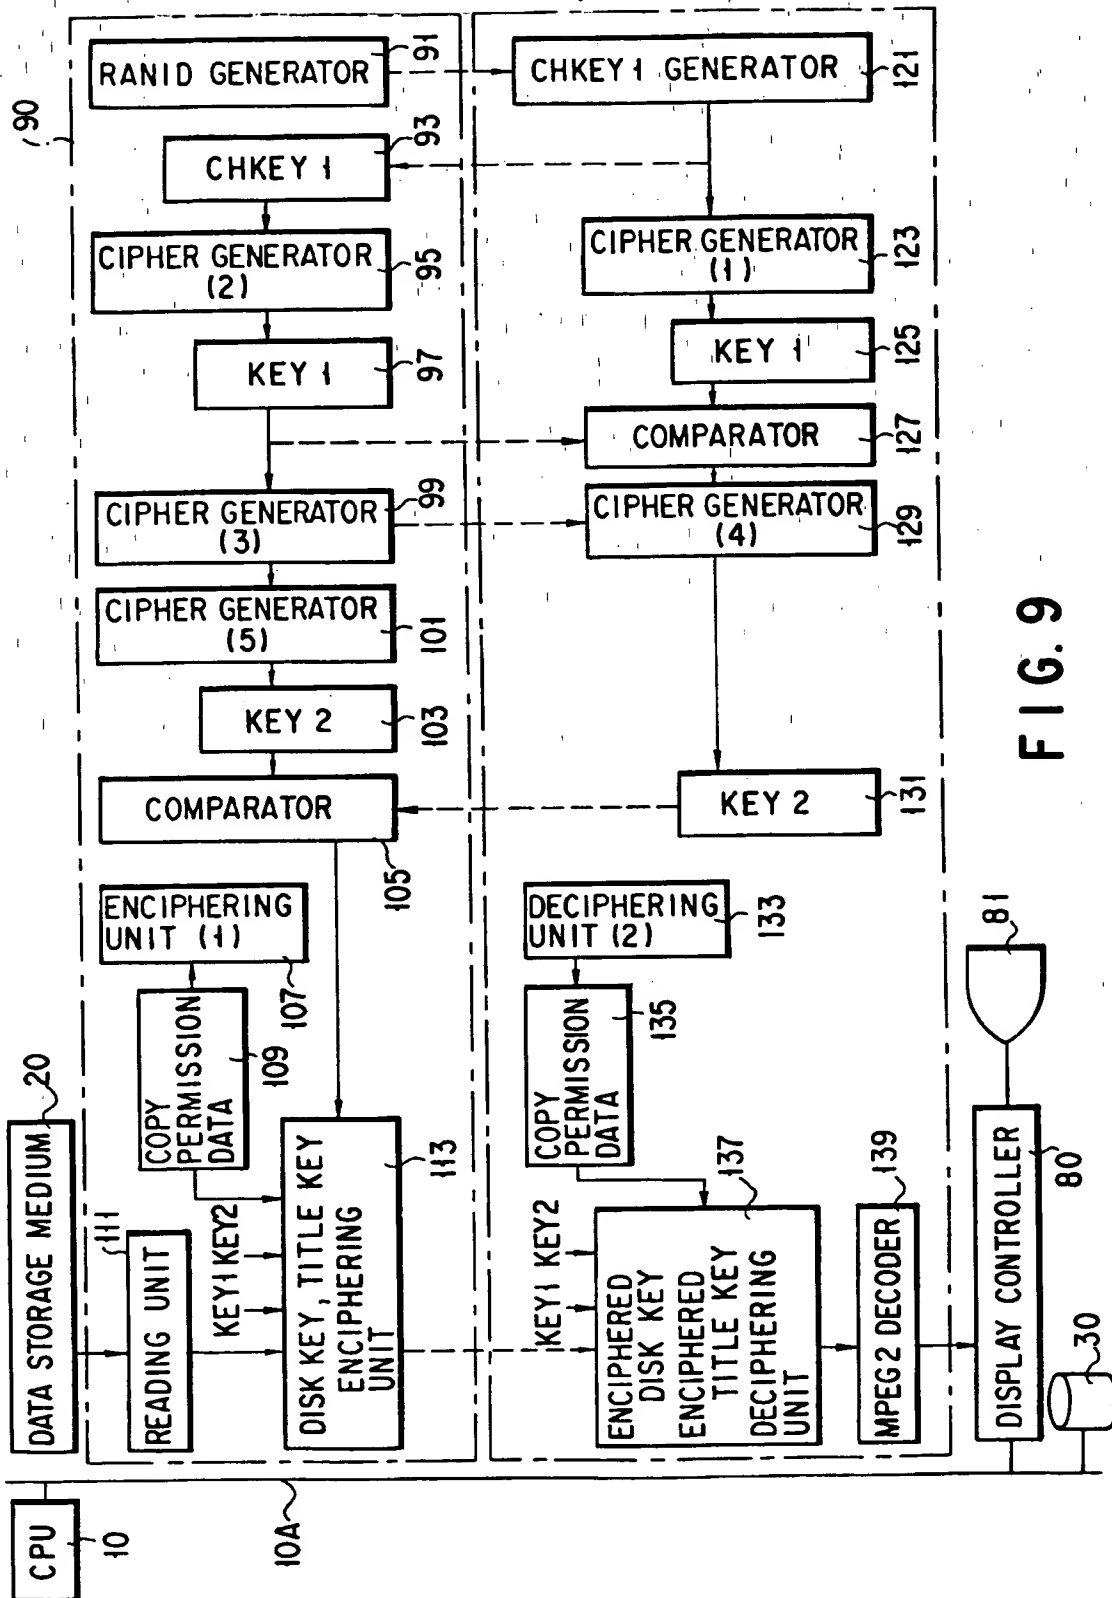 90
RANID GENERATOR
91
CHKEY 1 GENERATOR
121
CHKEY 1
93
CIPHER GENERATOR
(2)
95
CIPHER GENERATOR
(1)
123
KEY 1
97
KEY 1
125
COMPARATOR
127
CIPHER GENERATOR
(3)
99
CIPHER GENERATOR
(4)
129
CIPHER GENERATOR
(5)
101
KEY 2
103
COMPARATOR
105
KEY 2
131
ENCIPHERING
UNIT (1)
107
DECIPHERING
UNIT (2)
133
COPY
PERMISSION
DATA
109
COPY
PERMISSION
DATA
135
DATA STORAGE MEDIUM
20
READING UNIT
111
KEY1 KEY2
DISK KEY, TITLE KEY
ENCIPHERING
UNIT
113
KEY1 KEY2
ENCIPHERED
DISK KEY
ENCIPHERED
TITLE KEY
DECIPHERING
UNIT
137
MPEG2 DECODER
139
DISPLAY CONTROLLER
80
81
30
CPU
10
10A
FIG. 9